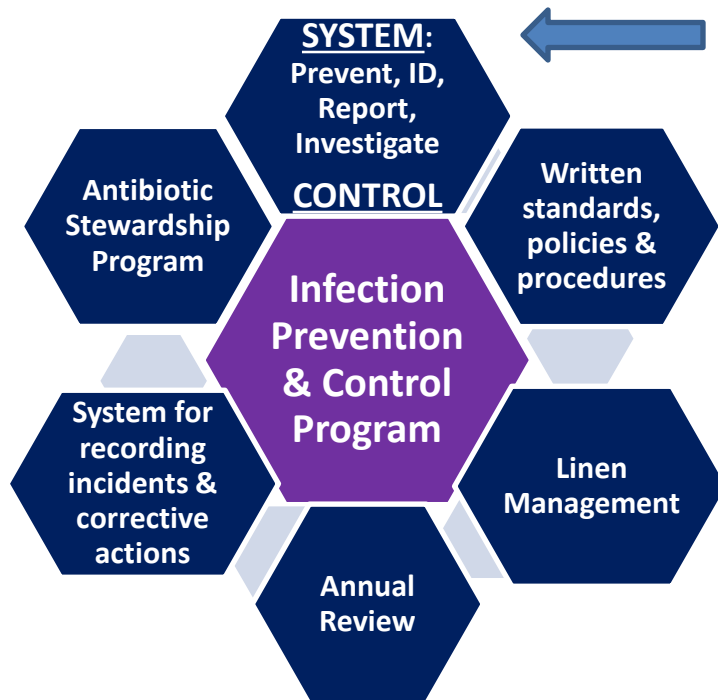 SYSTEM:
Prevent, ID,
Report,
Investigate
CONTROL
Written
standards,
policies &
procedures
Linen
Management
Annual
Review
System for
recording
incidents &
corrective
actions
Antibiotic
Stewardship
Program
Infection
Prevention
& Control
Program